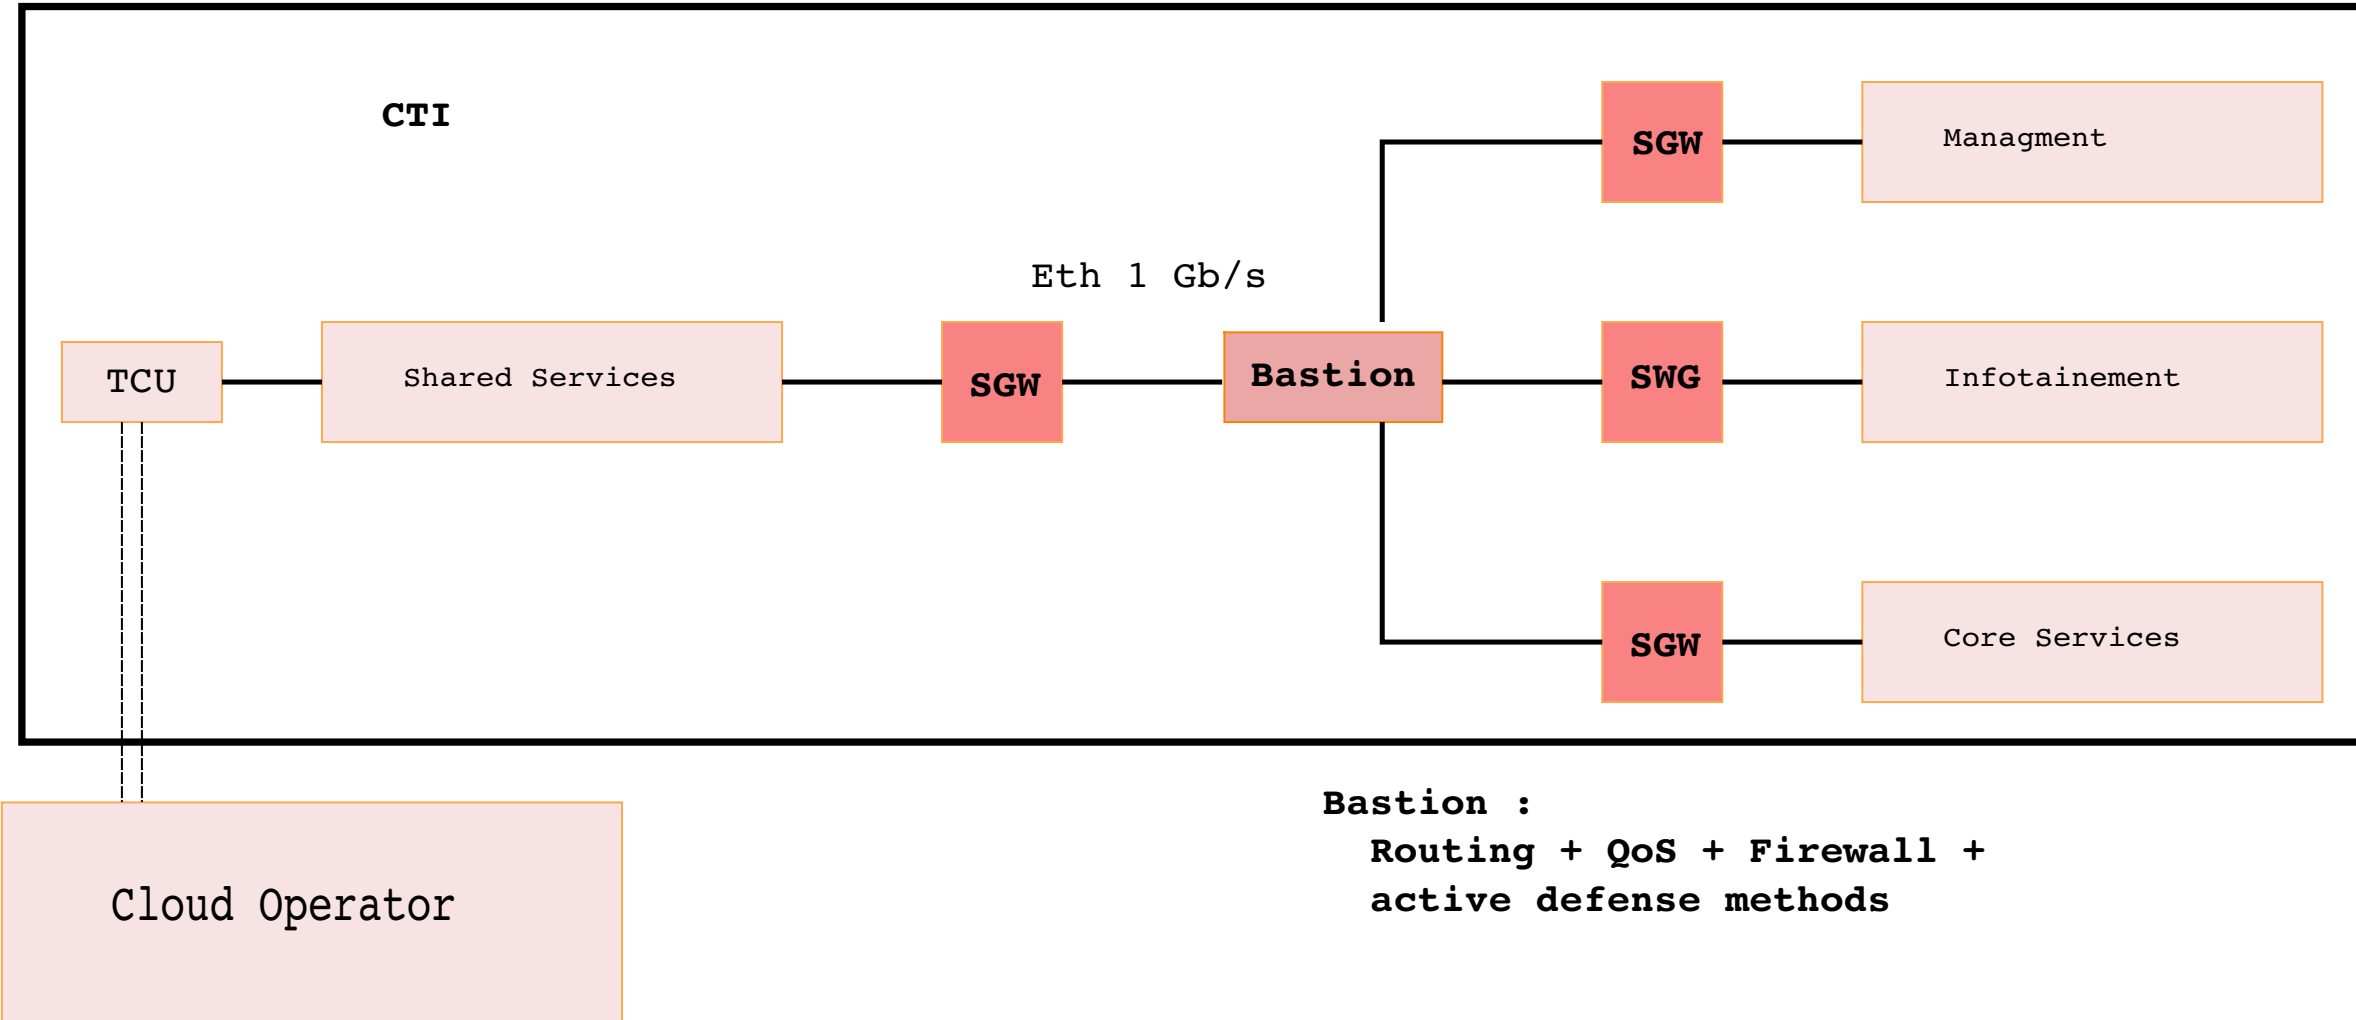 CTI
SGW
Managment
Eth 1 Gb/s
TCU
Shared Services
SGW
Bastion
SWG
Infotainement
SGW
Core Services
Bastion :
Routing + QoS + Firewall +
active defense methods
Cloud Operator